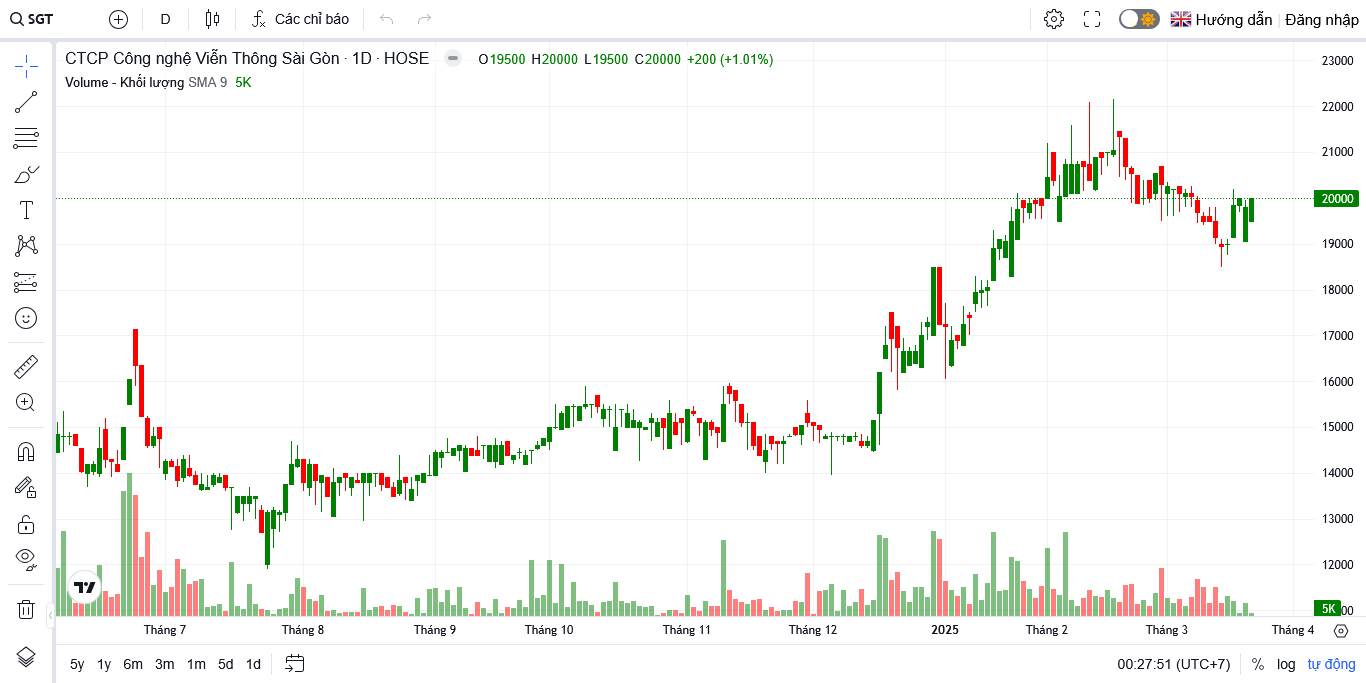 SGT D Các chỉ báo Hướng dẫn Đăng nhập
CTCP Công nghệ Viễn Thông Sài Gòn · 1D · HOSE O19500 H20000 L19500 C20000 +200 (+1.01%)
Volume - Khối lượng SMA 9 5K
23000
22000
21000
20000
19000
18000
17000
16000
15000
14000
13000
12000
5K
Tháng 7 Tháng 8 Tháng 9 Tháng 10 Tháng 11 Tháng 12 2025 Tháng 2 Tháng 3 Tháng 4
5y 1y 6m 3m 1m 5d 1d 00:27:51 (UTC+7) % log tự động